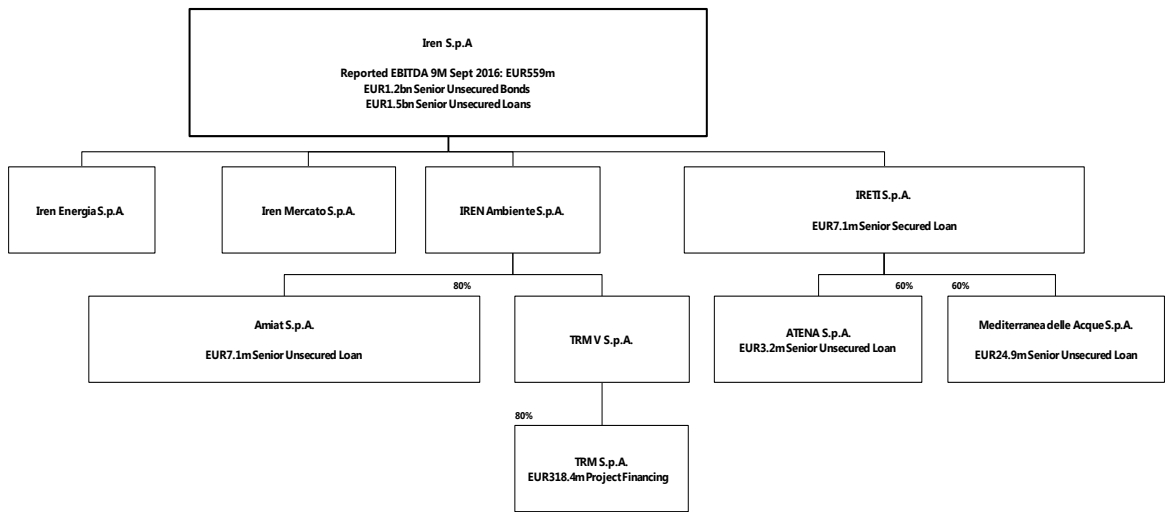 Iren S.p.A
Reported EBITDA 9M Sept 2016: EUR559m
EUR1.2bn Senior Unsecured Bonds
EUR1.5bn Senior Unsecured Loans
Iren Energia S.p.A.
Iren Mercato S.p.A.
IREN Ambiente S.p.A.
IRETI S.p.A.
EUR7.1m Senior Secured Loan
80%
60%
60%
Amiat S.p.A.
EUR7.1m Senior Unsecured Loan
TRM V S.p.A.
ATENA S.p.A.
EUR3.2m Senior Unsecured Loan
Mediterranea delle Acque S.p.A.
EUR24.9m Senior Unsecured Loan
80%
TRM S.p.A.
EUR318.4m Project Financing